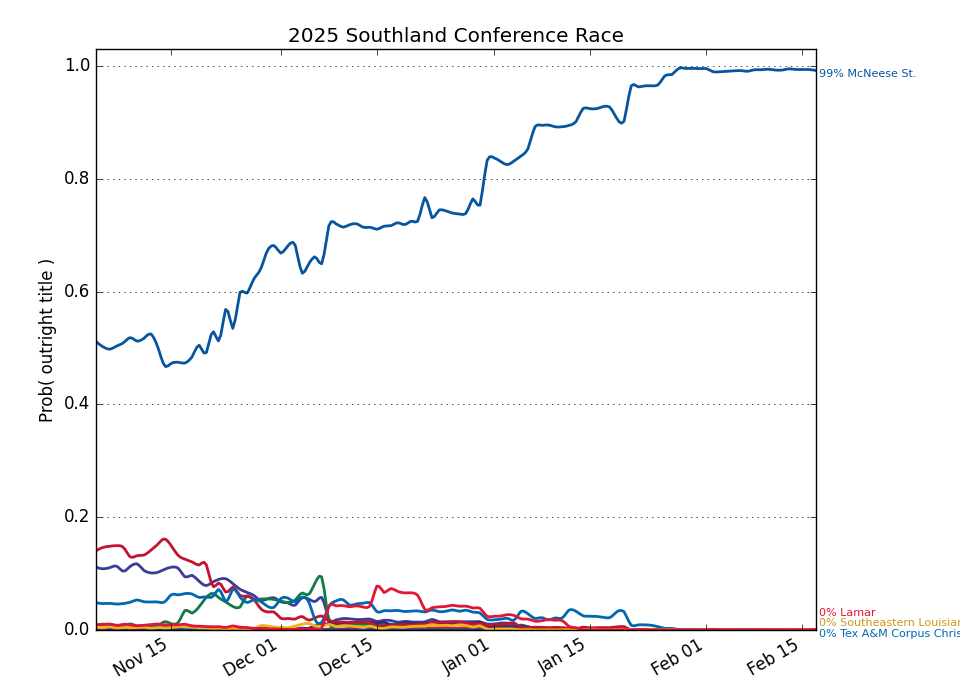 2025 Southland Conference Race
Prob( outright title )
1.0
0.8
0.6
0.4
0.2
0.0
Nov 15
Dec 01
Dec 15
Jan 01
Jan 15
Feb 01
Feb 15
99% McNeese St.
0% Lamar
0% Southeastern Louisian
0% Tex A&M Corpus Chris